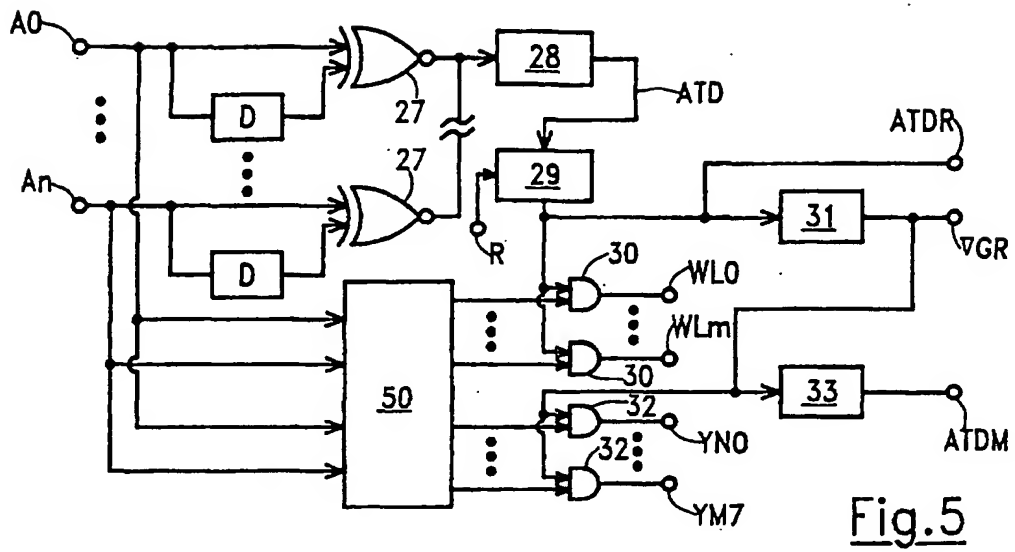 A0
28
ATD
27
D
ATDR
An
27
29
31
R
▽GR
D
30
WL0
WLm
30
50
32
33
YN0
ATDM
32
YM7
Fig.5